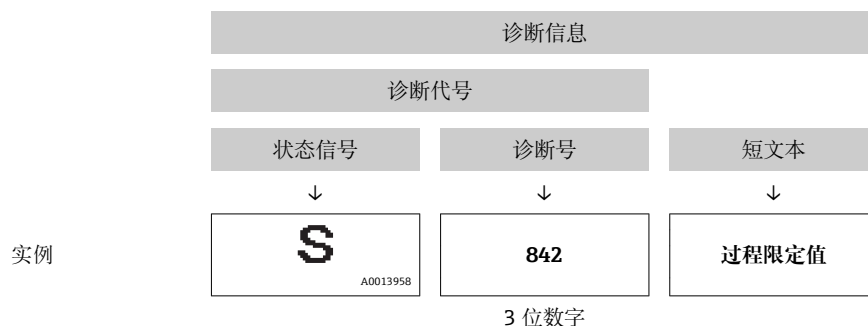 诊断信息
诊断代号
状态信号 诊断号 短文本
↓ ↓ ↓
实例 S 842 过程限定值
A0013958
3 位数字